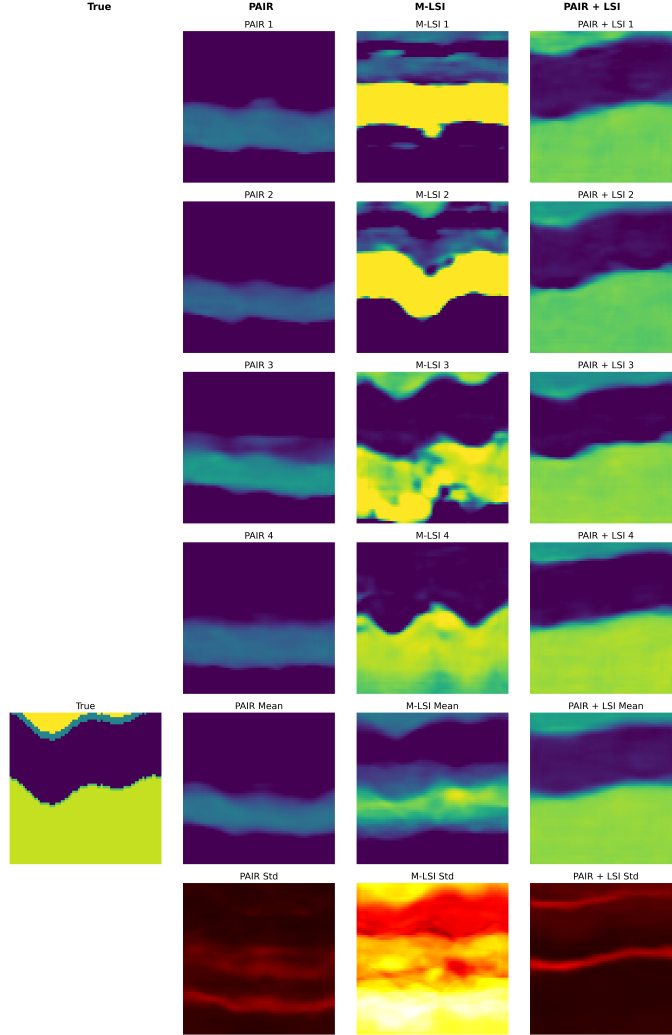 True PAIR M-LSI PAIR + LSI
PAIR 1 M-LSI 1 PAIR + LSI 1
PAIR 2 M-LSI 2 PAIR + LSI 2
PAIR 3 M-LSI 3 PAIR + LSI 3
PAIR 4 M-LSI 4 PAIR + LSI 4
True PAIR Mean M-LSI Mean PAIR + LSI Mean
PAIR Std M-LSI Std PAIR + LSI Std